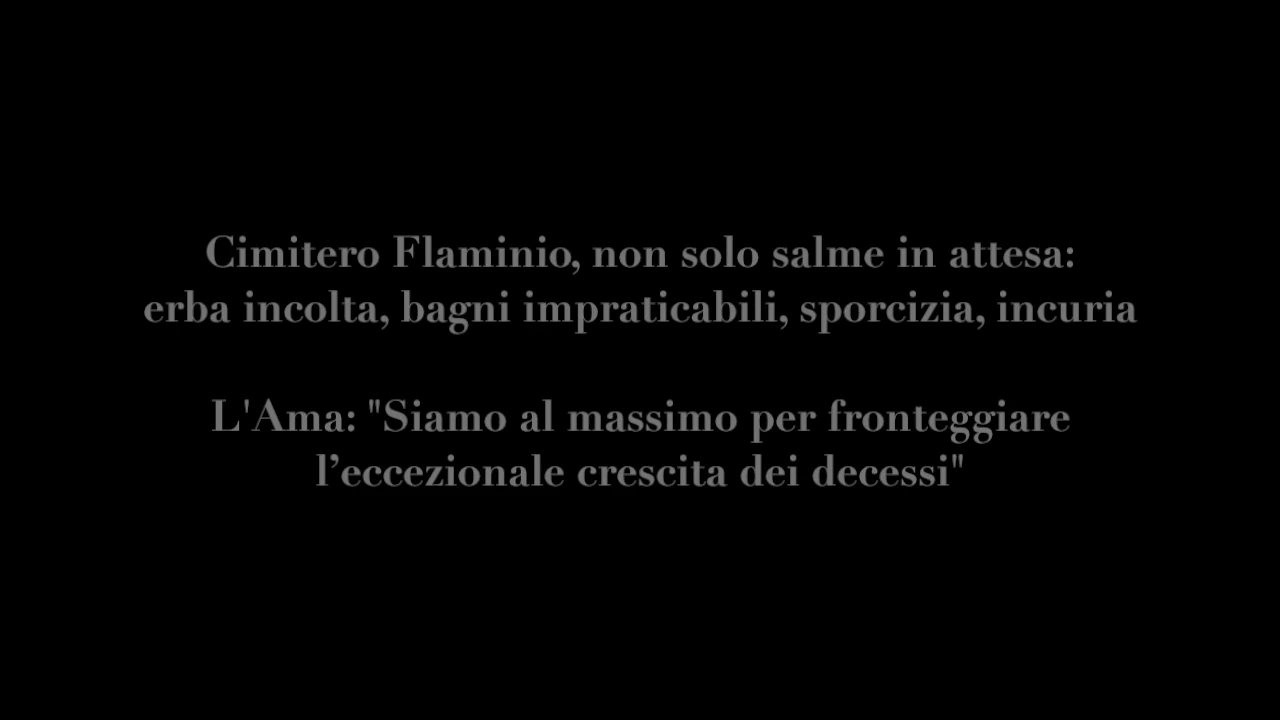 Cimitero Flaminio, non solo salme in attesa:
erba incolta, bagni impraticabili, sporcizia, incuria
L'Ama: "Siamo al massimo per fronteggiare
l’eccezionale crescita dei decessi"